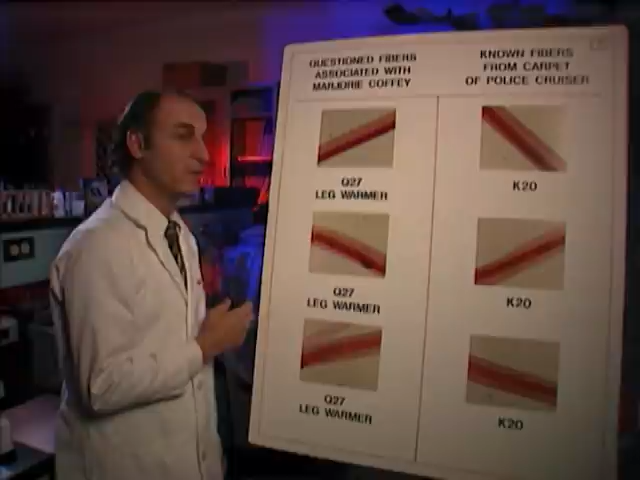 QUESTIONED FIBERS
ASSOCIATED WITH
MARJORIE COFFEY
Q27
LEG WARMER
Q27
LEG WARMER
Q27
LEG WARMER
KNOWN FIBERS
FROM CARPET
OF POLICE CRUISER
K20
K20
K20